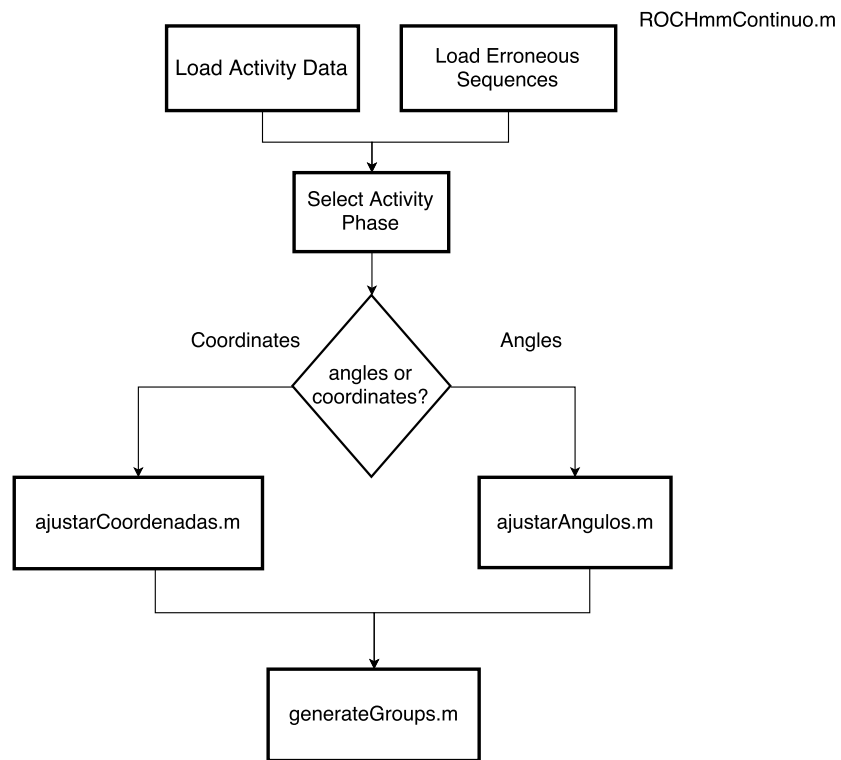 ROCHmmContinuo.m
Load Activity Data
Load Erroneous
Sequences
Select Activity
Phase
Coordinates
Angles
angles or
coordinates?
ajustarCoordenadas.m
ajustarAngulos.m
generateGroups.m